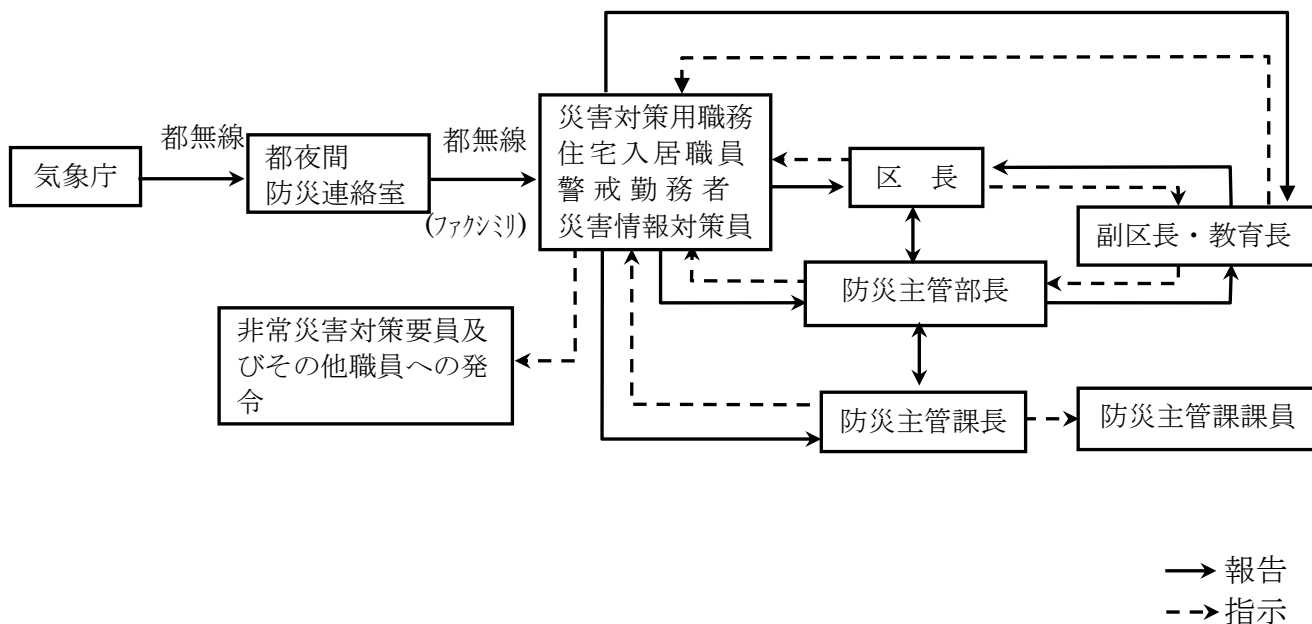 気象庁
都無線
都夜間
防災連絡室
都無線
(ファクシミリ)
災害対策用職務
住宅入居職員
警戒勤務者
災害情報対策員
区　長
副区長・教育長
防災主管部長
非常災害対策要員及
びその他職員への発
令
防災主管課長
防災主管課課員
報告
指示